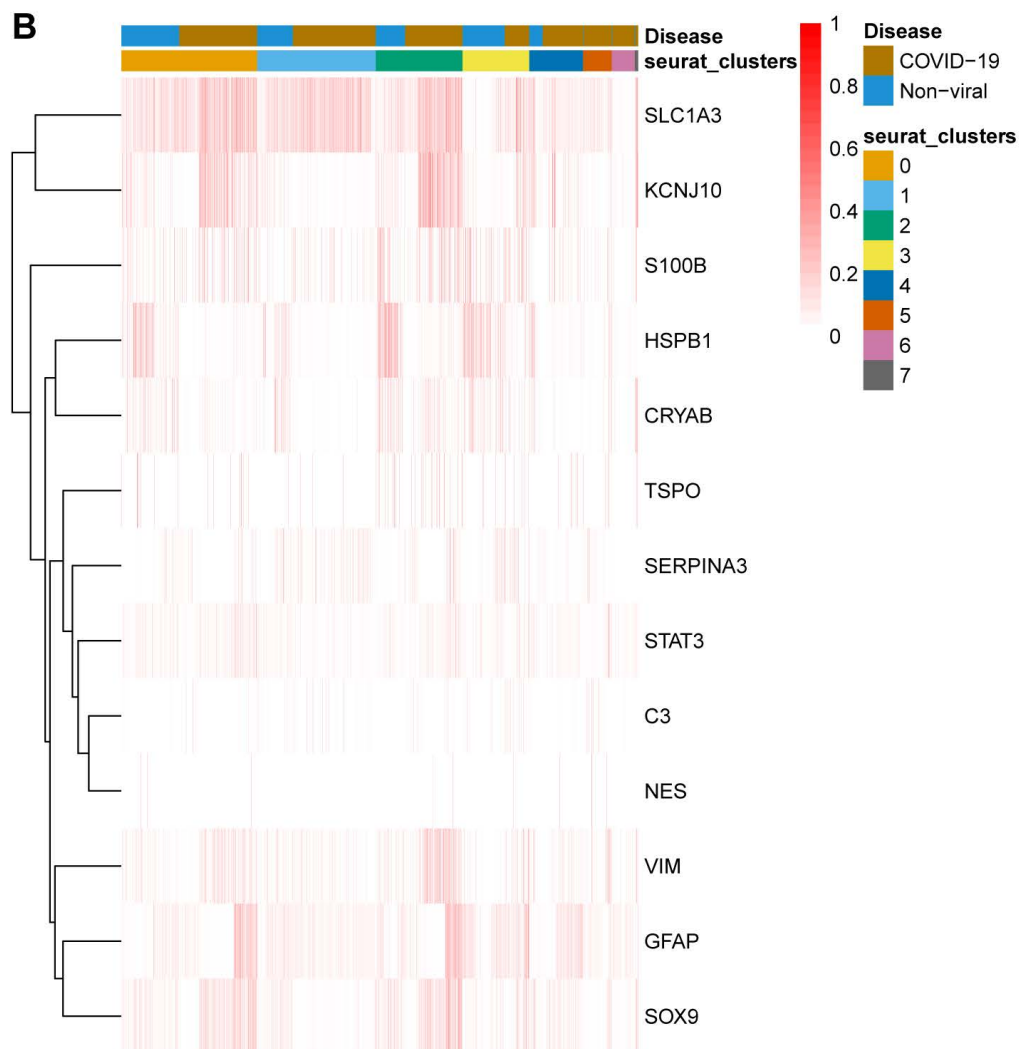 B
Disease
seurat_clusters
SLC1A3
KCNJ10
S100B
HSPB1
CRYAB
TSPO
SERPINA3
STAT3
C3
NES
VIM
GFAP
SOX9
1
0.8
0.6
0.4
0.2
0
Disease
COVID−19
Non−viral
seurat_clusters
0
1
2
3
4
5
6
7